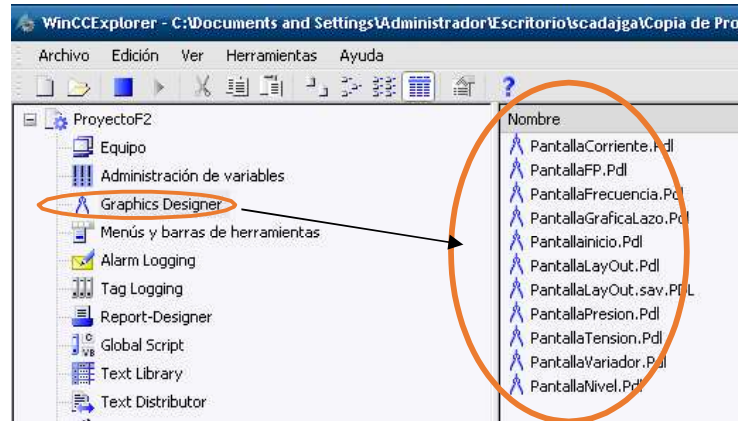 WinCCExplorer - C:\Documents and Settings\Administrador\Escritorio\scadajga\Copia de Pro
Archivo Edición Ver Herramientas Ayuda
ProyectoF2
Equipo
Administración de variables
Graphics Designer
Menús y barras de herramientas
Alarm Logging
Tag Logging
Report-Designer
Global Script
Text Library
Text Distributor
Nombre
PantallaCorriente.Pdl
PantallaFP.Pdl
PantallaFrecuencia.Pdl
PantallaGraficaLazo.Pdl
Pantallainicio.Pdl
PantallaLayOut.Pdl
PantallaLayOut.sav.PDL
PantallaPresion.Pdl
PantallaTension.Pdl
PantallaVariador.Pdl
PantallaNivel.Pdl